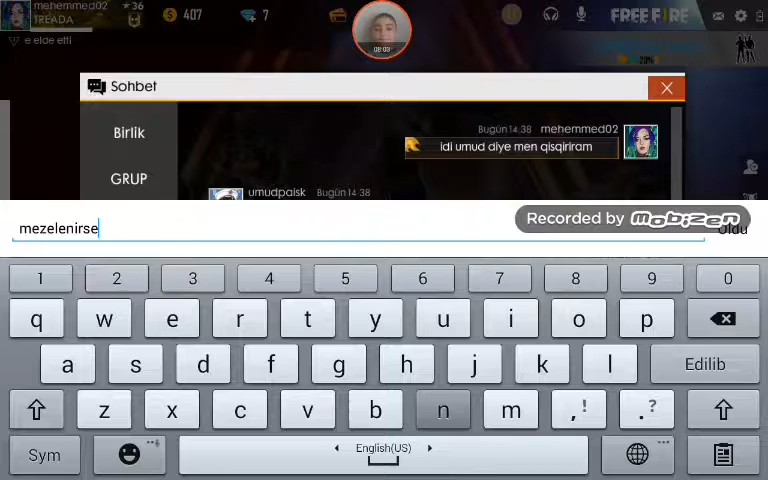 mehemmed02 ★36
TREADA
407
7
FREE FIRE
08:03
e elde etti
20%
Sohbet
X
Birlik
Bugün 14.38 mehemmed02
idi umud diye men qisqiriram
GRUP
umudpaisk Bugün 14 38
mezelenirse
Recorded by mobizen
Oldu
1 2 3 4 5 6 7 8 9 0
q w e r t y u i o p
a s d f g h j k l Edilib
z x c v b n m ,! .?
Sym English(US)